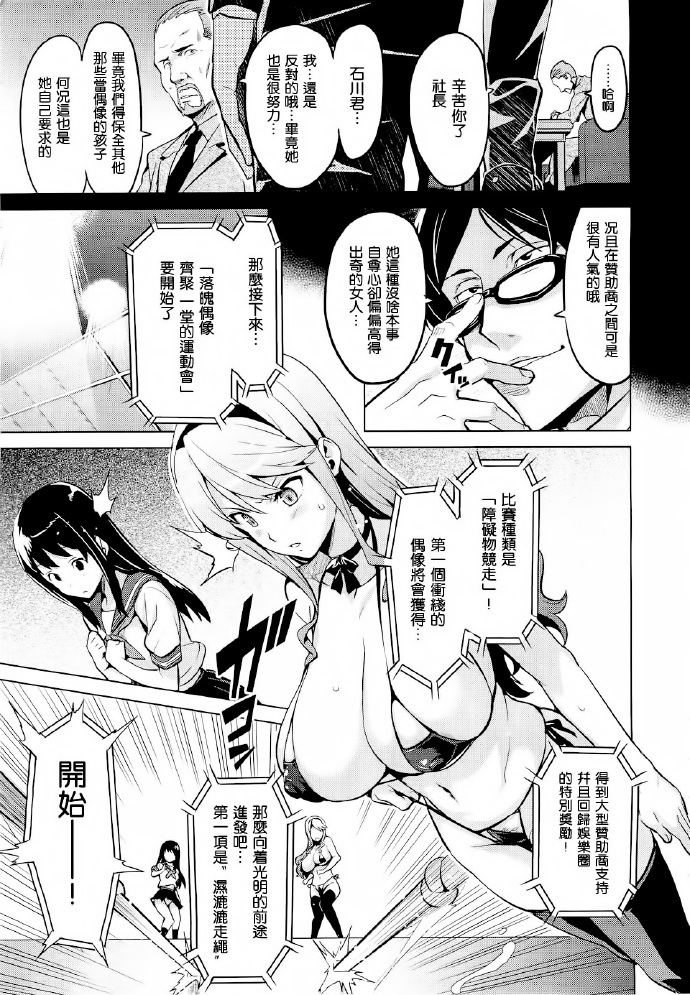 ……哈
啊
辛苦你了
社長
石川君…
我…還是
反對的哦…畢竟她
也是很努力…
畢竟我們得保全其他
那些當偶像的孩子
何況這也是
她自己要求的
況且在贊助商之間可是
很有人氣的哦
她這種沒啥本事
自尊心卻偏偏高得
出奇的女人…
那麼接下來…
「落魄偶像
齊聚一堂的運動會」
要開始了
比賽種類是
「障礙物競走」!
第一個衝綫的
偶像將會獲得…
得到大型贊助商支持
并且回歸娛樂圈
的特別獎勵!
ガコン
那麼向着光明的前途
進發吧…
第一項是"濕漉漉走繩"
開始——!